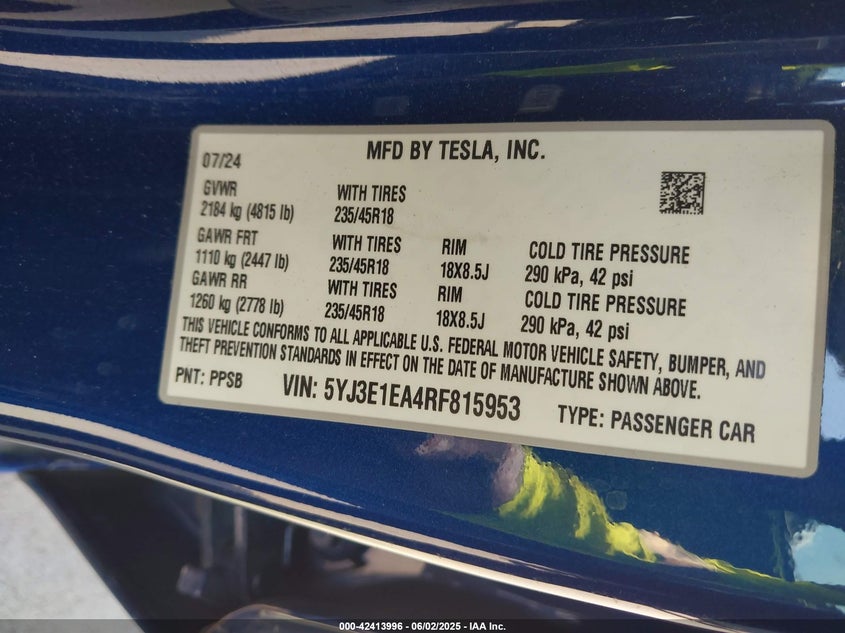 07/24 MFD BY TESLA, INC.
GVWR WITH TIRES
2184 kg (4815 lb) 235/45R18
GAWR FRT WITH TIRES RIM COLD TIRE PRESSURE
1110 kg (2447 lb) 235/45R18 18X8.5J 290 kPa, 42 psi
GAWR RR WITH TIRES RIM COLD TIRE PRESSURE
1260 kg (2778 lb) 235/45R18 18X8.5J 290 kPa, 42 psi
THIS VEHICLE CONFORMS TO ALL APPLICABLE U.S. FEDERAL MOTOR VEHICLE SAFETY, BUMPER, AND
THEFT PREVENTION STANDARDS IN EFFECT ON THE DATE OF MANUFACTURE SHOWN ABOVE.
PNT: PPSB VIN: 5YJ3E1EA4RF815953 TYPE: PASSENGER CAR
000-42413996 - 06/02/2025 - IAA Inc.